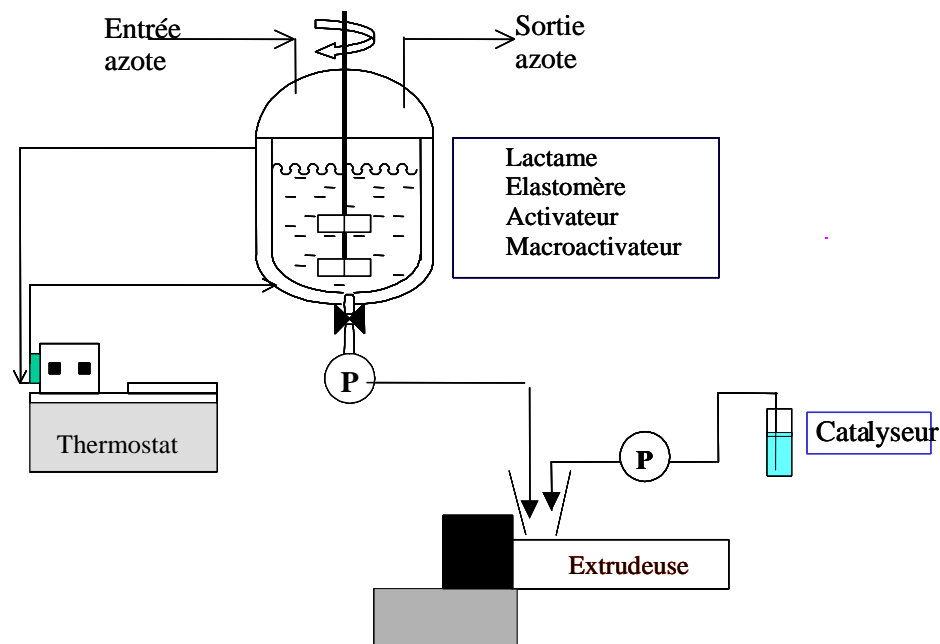 Entrée
azote
Sortie
azote
Lactame
Elastomère
Activateur
Macroactivateur
P
Thermostat
P
Catalyseur
Extrudeuse